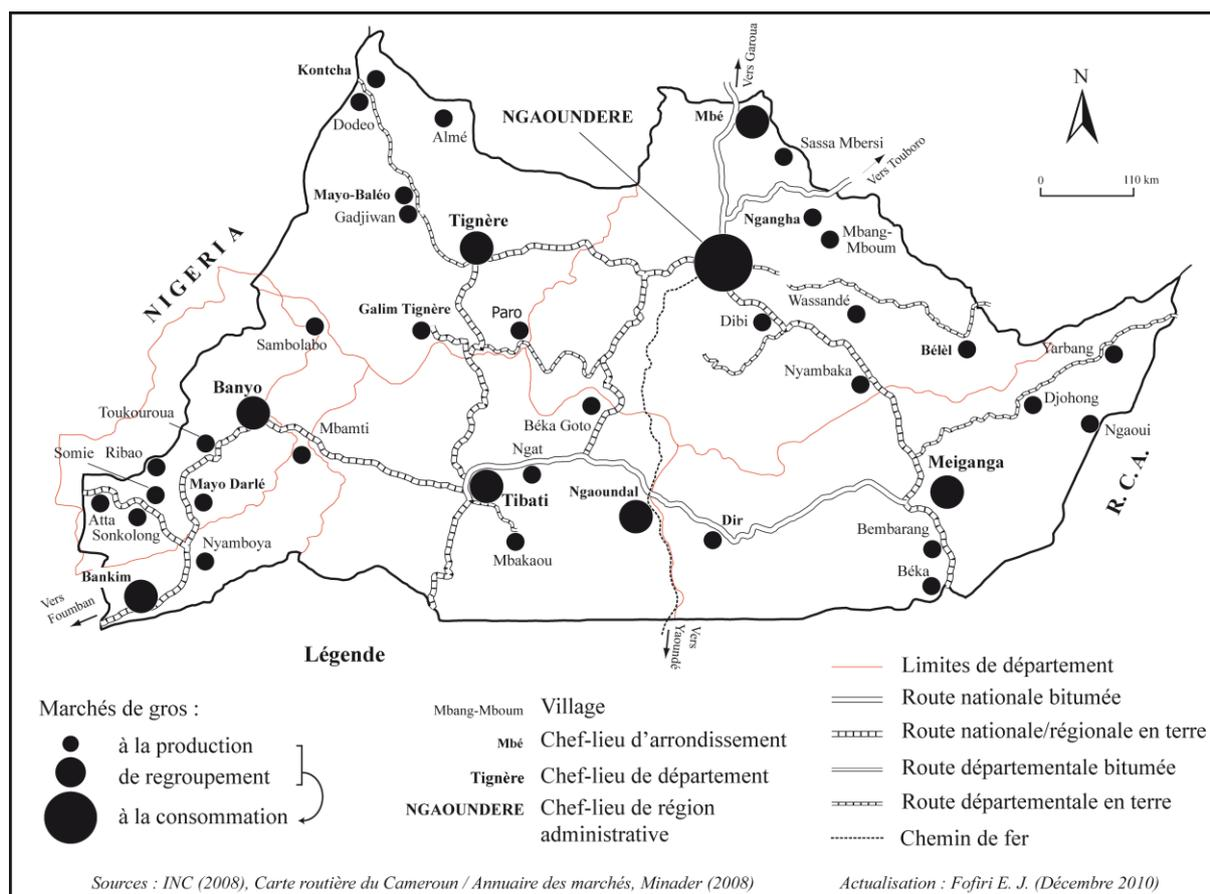 Vers Garoua
N
Kontcha
Dodeo
Almé
NGAOUNDERE
Mbé
Sassa Mbersi
Vers Touboro
0 110 km
Mayo-Baléo
Gadjiwan
Tignère
Ngangha
Mbang-
Mboum
NIGERIA
Galim Tignère
Paro
Sambolabo
Dibi
Wassandé
Bélèl
Yarbang
Nyambaka
Djohong
Ngaoui
Banyo
Toukouroua
Mbamti
Béka Goto
Somie
Ribao
Ngat
Mayo Darlé
Tibati
Ngaoundal
Meiganga
R.C.A.
Atta
Sonkolong
Dir
Nyamboya
Mbakaou
Bembarang
Béka
Bankim
Vers
Foumban
Vers
Yaoundé
Légende
Marchés de gros :
à la production
de regroupement
à la consommation
Mbang-Mboum Village
Mbé Chef-lieu d’arrondissement
Tignère Chef-lieu de département
NGAOUNDERE Chef-lieu de région
administrative
Limites de département
Route nationale bitumée
Route nationale/régionale en terre
Route départementale bitumée
Route départementale en terre
Chemin de fer
Sources : INC (2008), Carte routière du Cameroun / Annuaire des marchés, Minader (2008)
Actualisation : Fofiri E. J. (Décembre 2010)